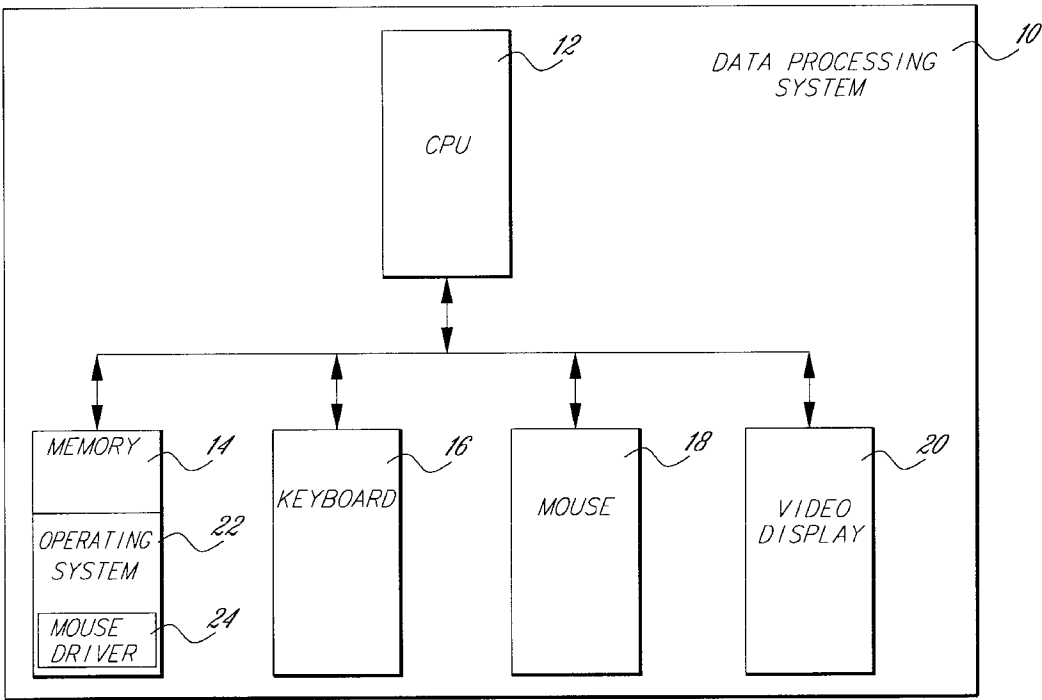 10
12
DATA PROCESSING
SYSTEM
CPU
MEMORY
14
OPERATING
SYSTEM
22
MOUSE
DRIVER
24
KEYBOARD
16
MOUSE
18
VIDEO
DISPLAY
20